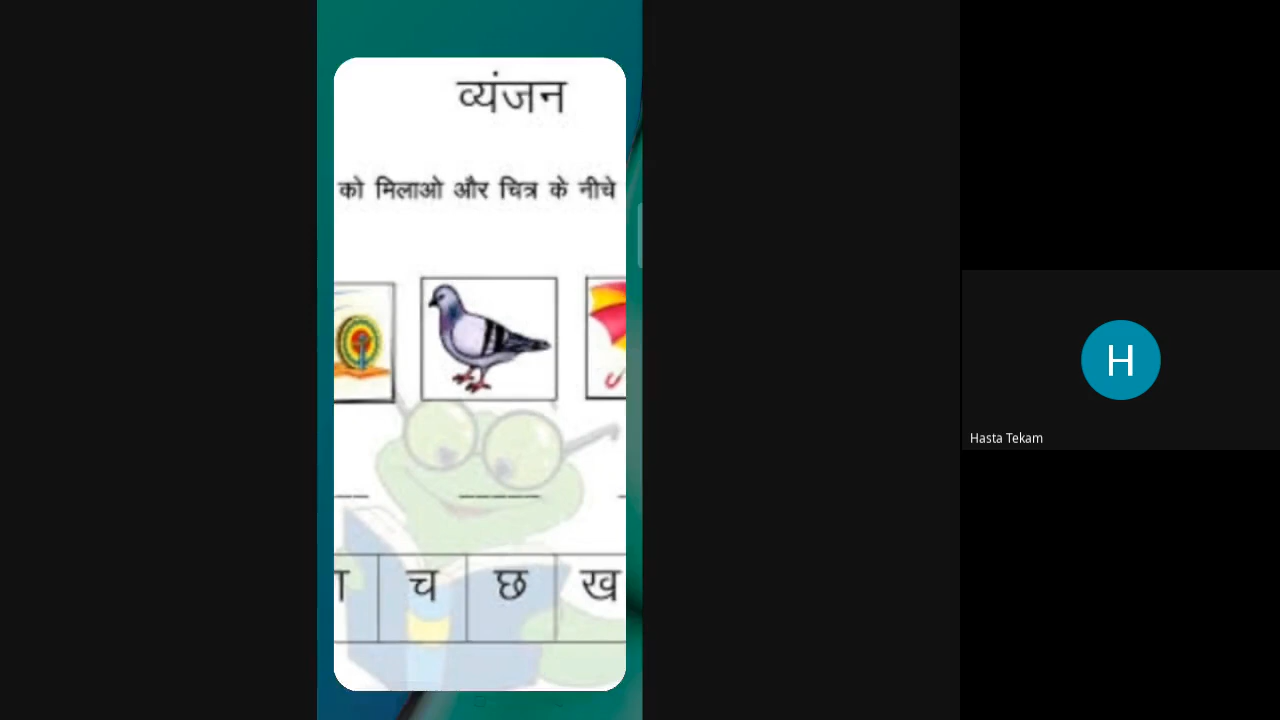 व्यंजन
को मिलाओ और चित्र के नीचे
च छ ख
H
Hasta Tekam